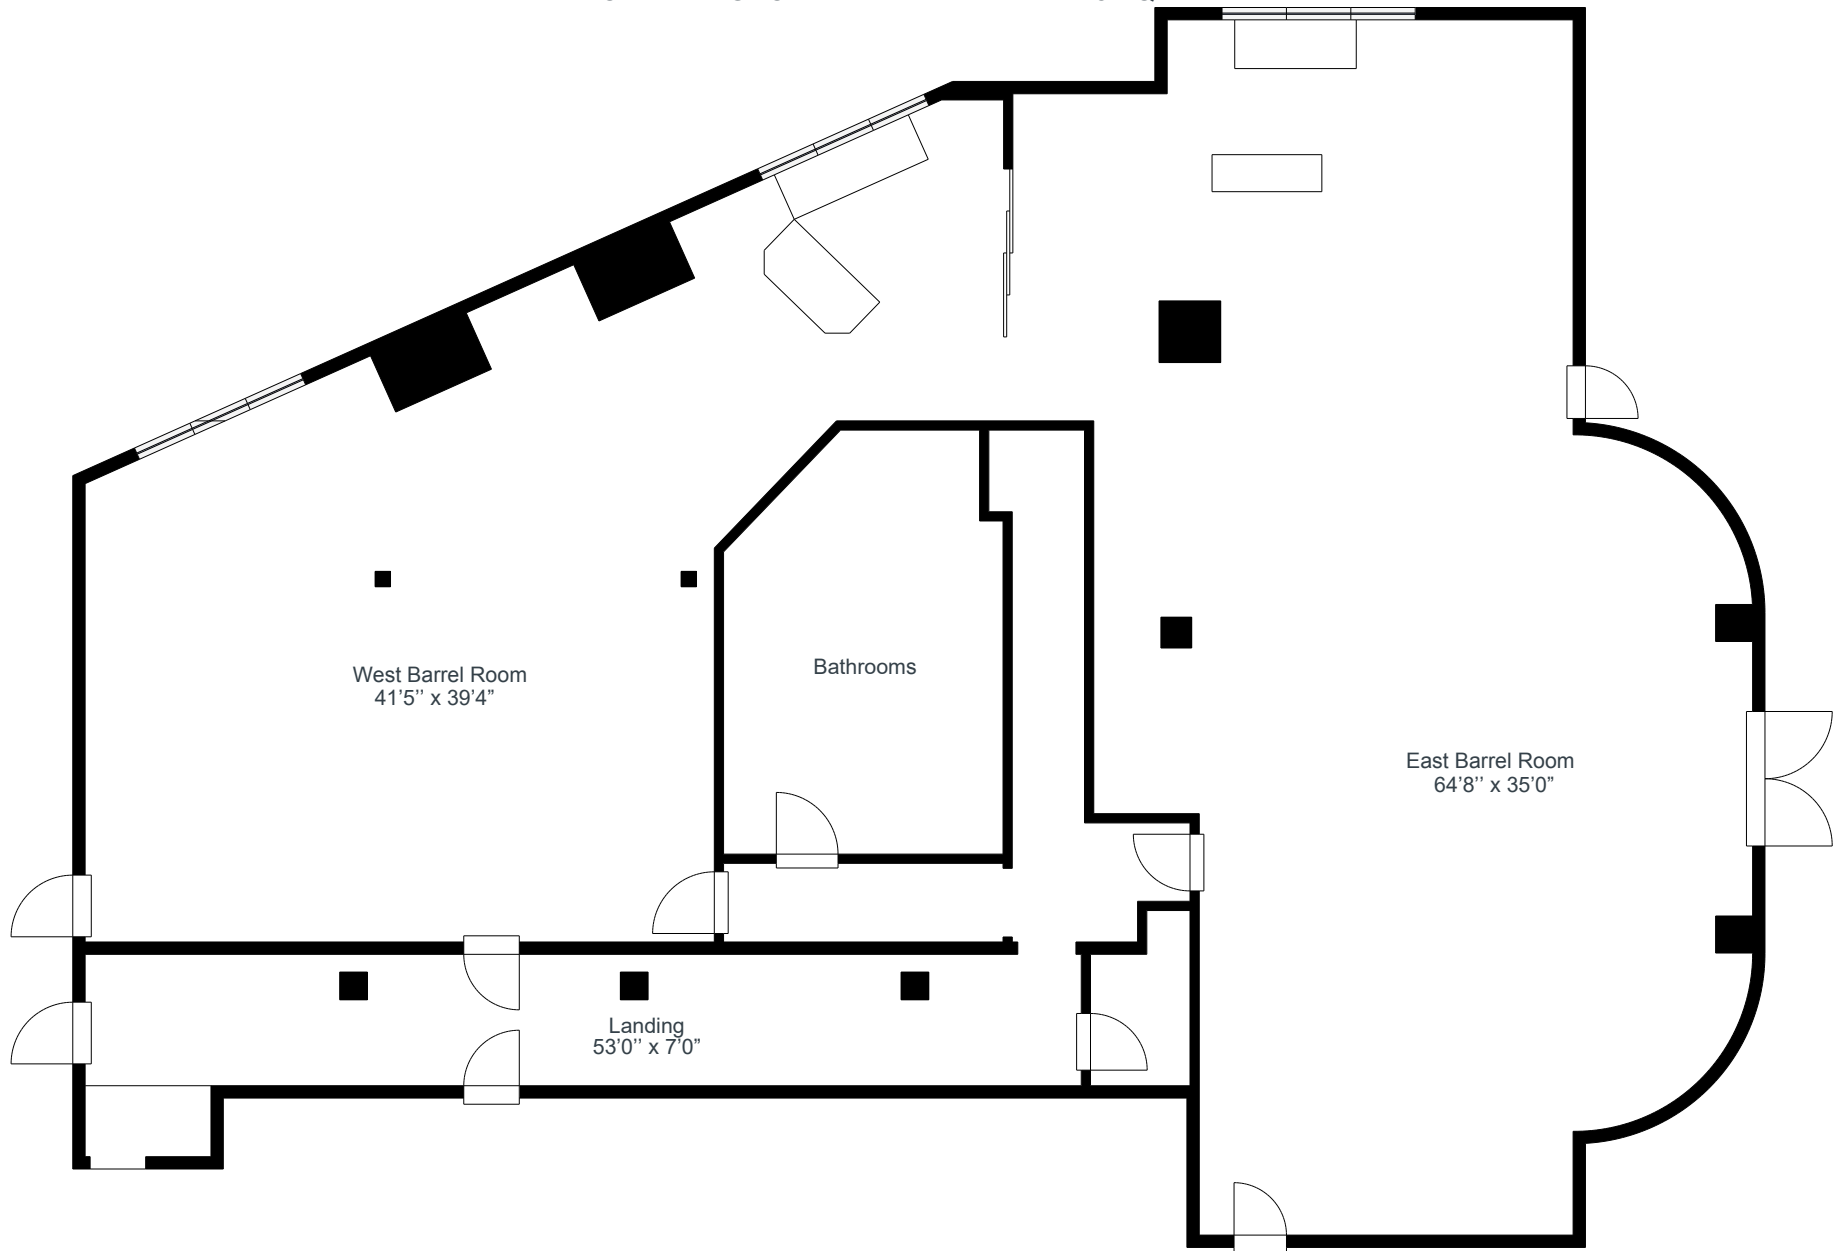 West Barrel Room
41'5'' x 39'4”
Bathrooms
East Barrel Room
64'8'' x 35'0”
Landing
53'0'' x 7'0”